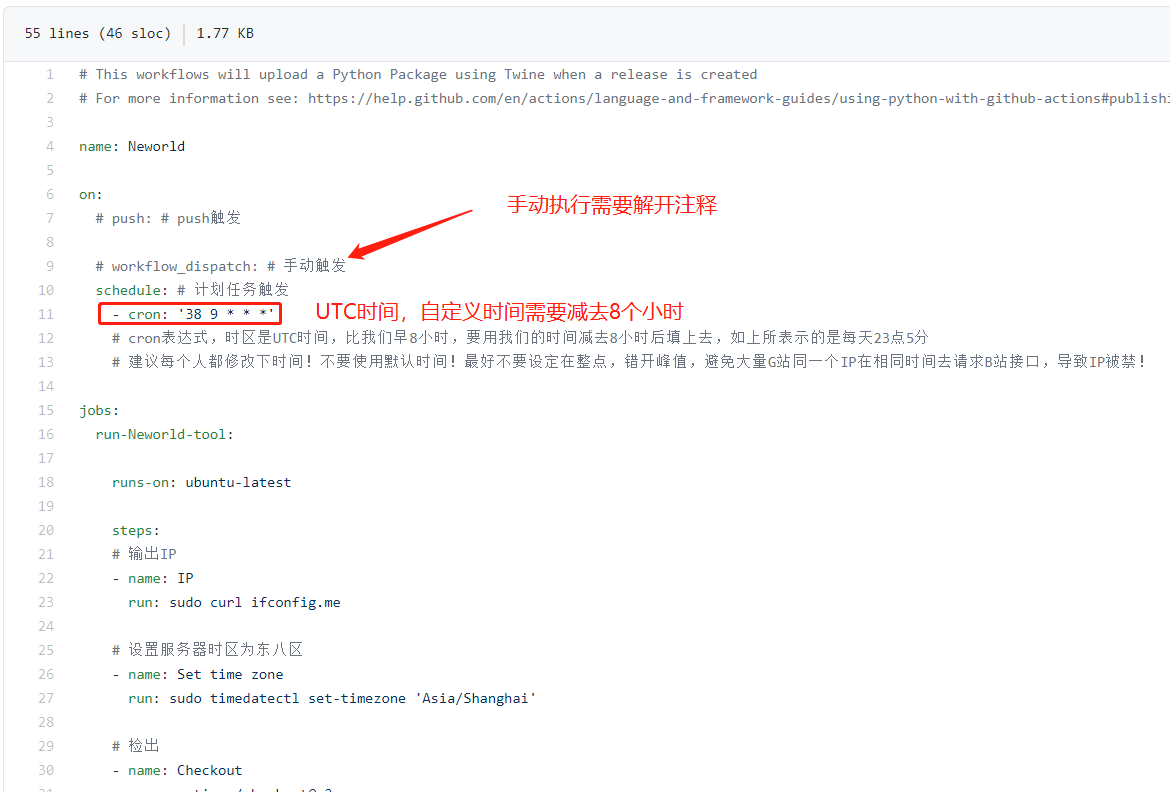 55 lines (46 sloc) 1.77 KB
1 # This workflows will upload a Python Package using Twine when a release is created
2 # For more information see: https://help.github.com/en/actions/language-and-framework-guides/using-python-with-github-actions#publishi
3
4 name: Neworld
5
6 on:
手动执行需要解开注释
7 # push: # push触发
8
9 # workflow_dispatch: # 手动触发
10 schedule: # 计划任务触发
11 - cron: '38 9 * * *' UTC时间，自定义时间需要减去8个小时
12 # cron表达式，时区是UTC时间，比我们早8小时，要用我们的时间减去8小时后填上去，如上所表示的是每天23点5分
13 # 建议每个人都修改下时间！不要使用默认时间！最好不要设定在整点，错开峰值，避免大量G站同一个IP在相同时间去请求B站接口，导致IP被禁！
14
15 jobs:
16 run-Neworld-tool:
17
18 runs-on: ubuntu-latest
19
20 steps:
21 # 输出IP
22 - name: IP
23 run: sudo curl ifconfig.me
24
25 # 设置服务器时区为东八区
26 - name: Set time zone
27 run: sudo timedatectl set-timezone 'Asia/Shanghai'
28
29 # 检出
30 - name: Checkout